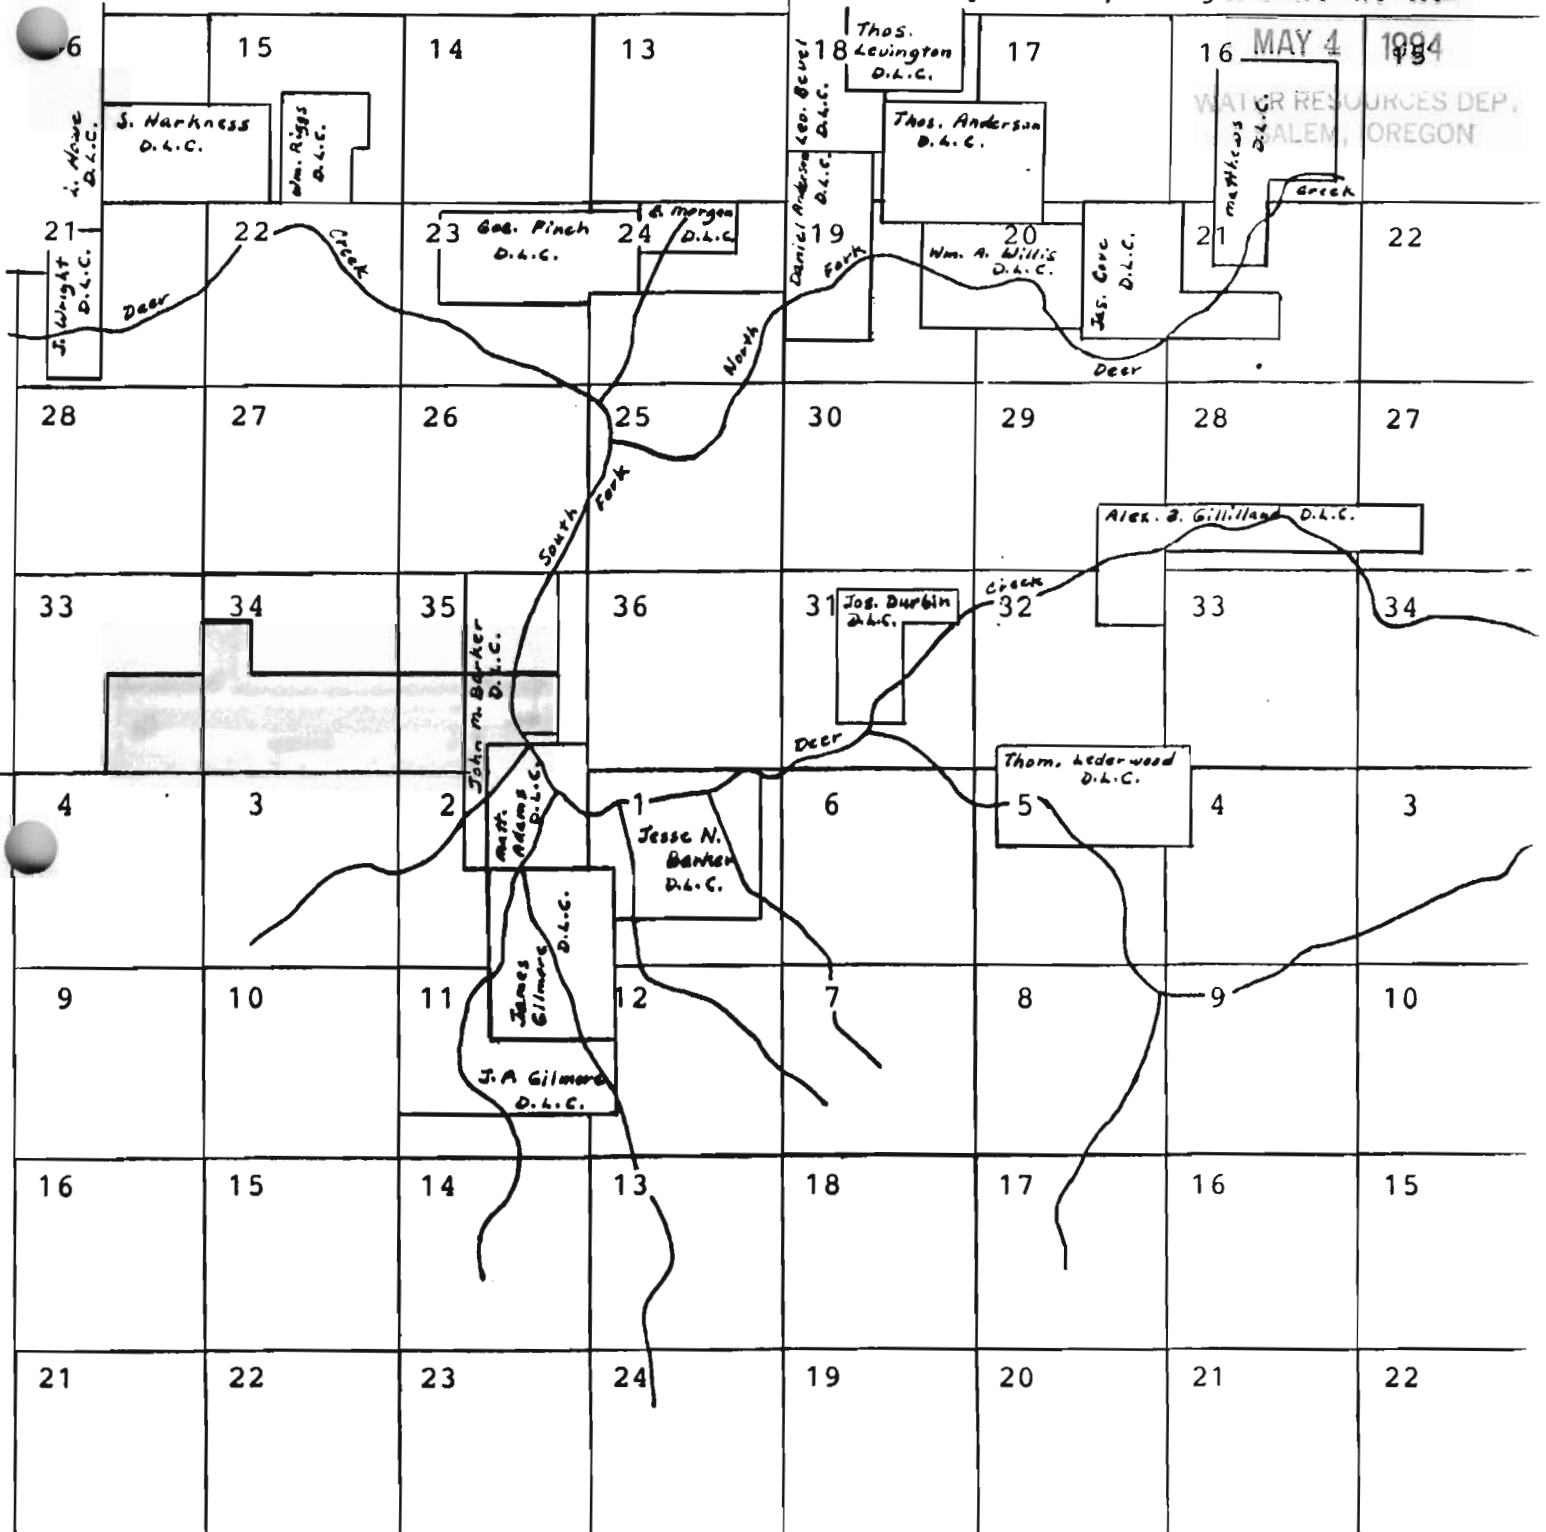 16 15 14 13 18 17 16 15
MAY 4 1994
WATER RESOURCES DEP.
SALEM, OREGON
D.L.C.
S. Harkness
D.L.C.
Wm. Riggs
D.L.C.
Leo. Bevel
D.L.C.
Thos.
Levington
D.L.C.
Thos. Anderson
D.L.C.
Matthews
D.L.C.
Creek
21 22 23 24 19 20 21 22
J. Wright
D.L.C.
Deer
Creek
Geo. Finch
D.L.C.
Morgan
D.L.C.
Daniel Anderson
D.L.C.
North
Fork
Wm. A. Willis
D.L.C.
Jas. Cove
D.L.C.
Deer
28 27 26 25 30 29 28 27
South
Fork
Alex. B. Gilliland D.L.C.
33 34 35 36 31 32 33 34
John M. Barker
D.L.C.
Jos. Durbin
D.L.C.
Creek
Deer
Thom. Lederwood
D.L.C.
4 3 2 1 6 5 4 3
Matt.
Adams
D.L.C.
Jesse N.
Barker
D.L.C.
9 10 11 12 7 8 9 10
James
Gilmore
D.L.C.
J. A Gilmore
D.L.C.
16 15 14 13 18 17 16 15
21 22 23 24 19 20 21 22